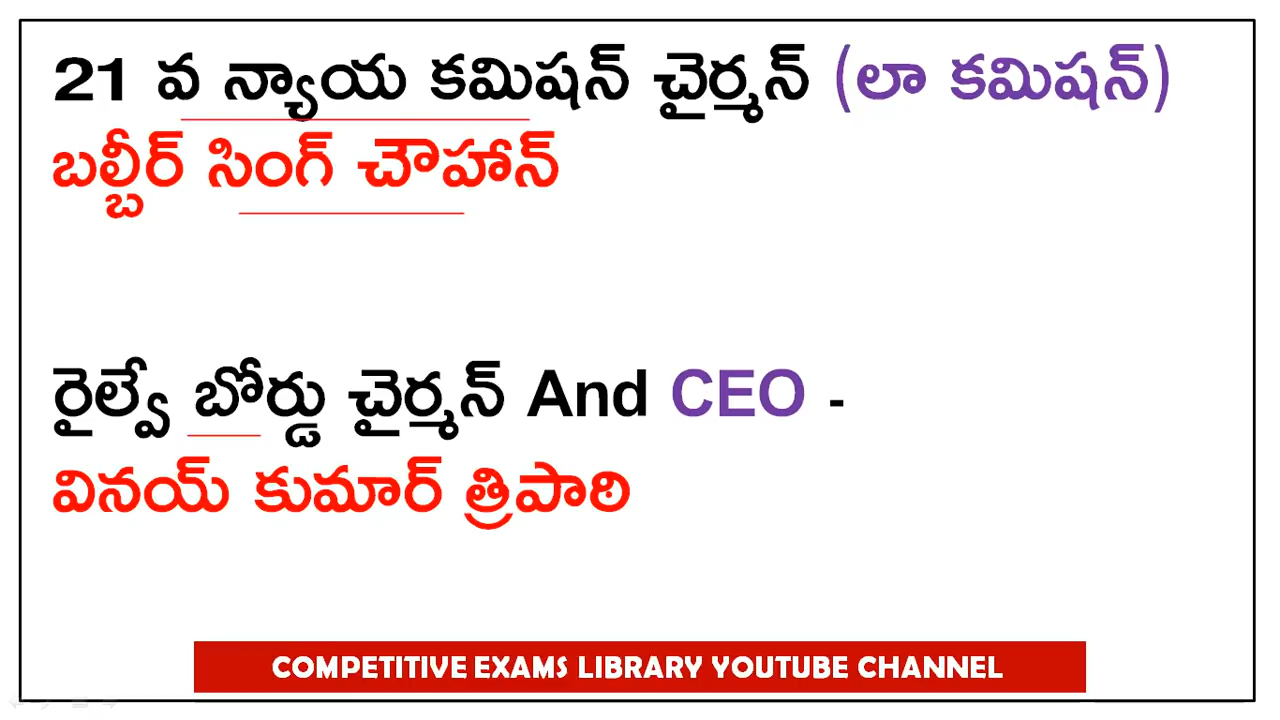 21 వ న్యాయ కమిషన్ చైర్మన్ (లా కమిషన్)
బల్బీర్ సింగ్ చౌహాన్
రైల్వే బోర్డు చైర్మన్ And CEO -
వినయ్ కుమార్ త్రిపాఠి
COMPETITIVE EXAMS LIBRARY YOUTUBE CHANNEL